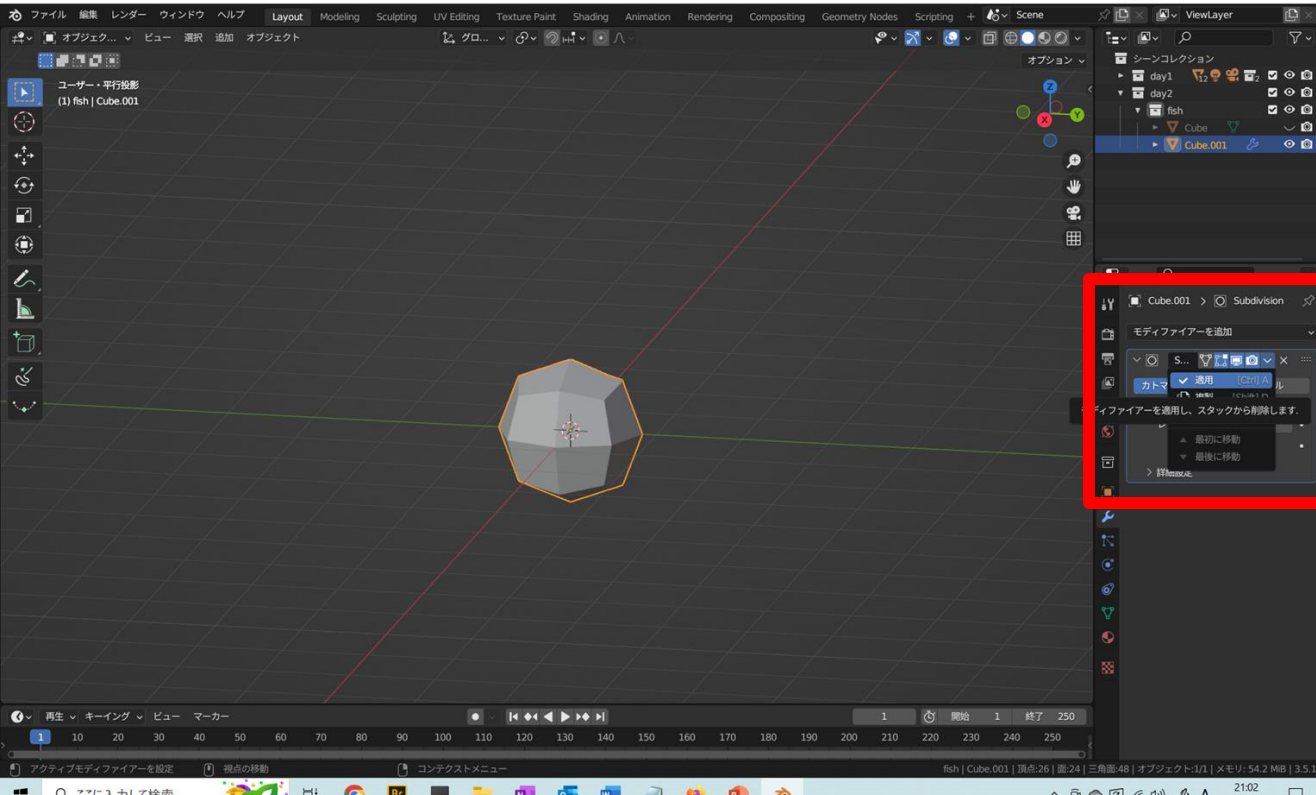 ファイル 編集 レンダー ウィンドウ ヘルプ Layout Modeling Sculpting UV Editing Texture Paint Shading Animation Rendering Compositing Geometry Nodes Scripting + Scene ViewLayer
オブジェク... ビュー 選択 追加 オブジェクト グロ...
オプション
ユーザー・平行投影
(1) fish | Cube.001
Z
X
Y
シーンコレクション
day1 12 2
day2
fish
Cube
Cube.001
Cube.001 > Subdivision
モディファイアーを追加
S...
カトマ
適用 [Ctrl] A
ル
ファイアーを適用し、スタックから削除します.
最初に移動
最後に移動
再生 キーイング ビュー マーカー 1 開始 1 終了 250
1 10 20 30 40 50 60 70 80 90 100 110 120 130 140 150 160 170 180 190 200 210 220 230 240 250
アクティブモディファイアーを設定 視点の移動 コンテクストメニュー fish | Cube.001 | 頂点:26 | 面:24 | 三角面:48 | オブジェクト:1/1 | メモリ: 54.2 MiB | 3.5.1
Br A 21:02